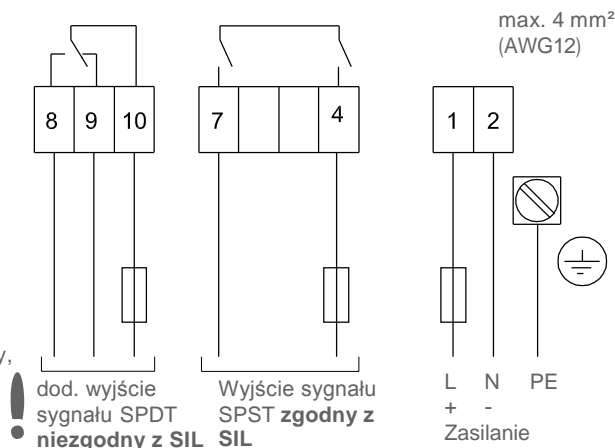 max. 4 mm²
(AWG12)
8 9 10 7 4 1 2
dod. wyjście
sygnału SPDT
niezgodny z SIL
Wyjście sygnału
SPST zgodny z
SIL
L N PE
+ -
Zasilanie